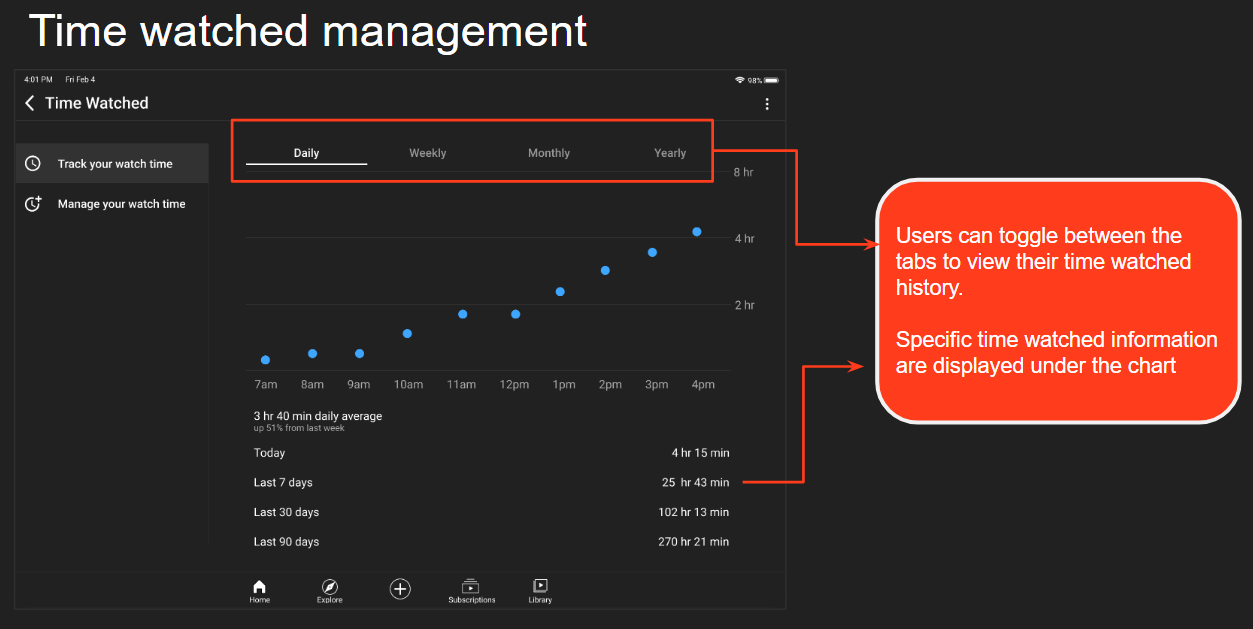 Time watched management
4:01 PM Fri Feb 4
98%
Time Watched
Track your watch time
Manage your watch time
Daily Weekly Monthly Yearly
8 hr
4 hr
2 hr
7am 8am 9am 10am 11am 12pm 1pm 2pm 3pm 4pm
3 hr 40 min daily average
up 51% from last week
Today 4 hr 15 min
Last 7 days 25 hr 43 min
Last 30 days 102 hr 13 min
Last 90 days 270 hr 21 min
Home Explore Subscriptions Library
Users can toggle between the
tabs to view their time watched
history.
Specific time watched information
are displayed under the chart